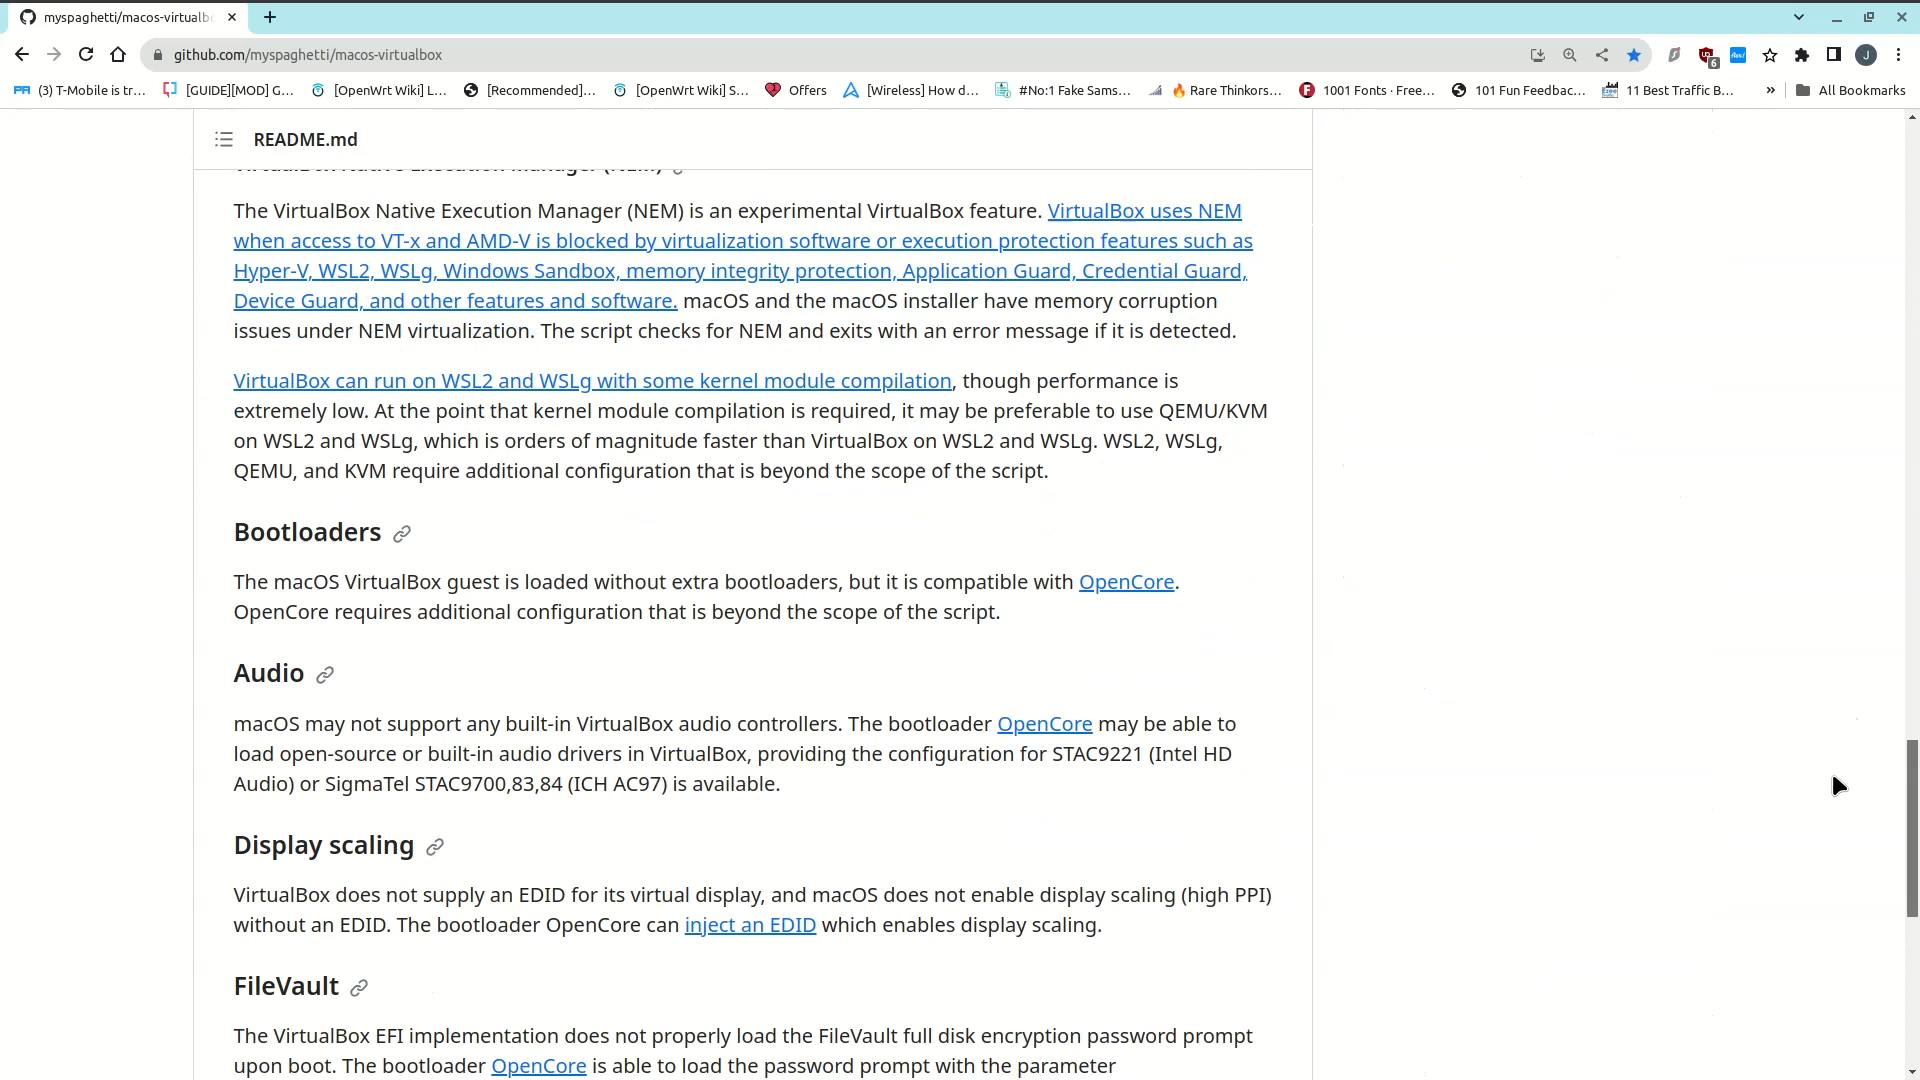 myspaghetti/macos-virtualb
github.com/myspaghetti/macos-virtualbox
6
J
(3) T-Mobile is tr...
[GUIDE][MOD] G...
[OpenWrt Wiki] L...
[Recommended]...
[OpenWrt Wiki] S...
Offers
[Wireless] How d...
#No:1 Fake Sams...
🔥 Rare Thinkors...
1001 Fonts · Free...
101 Fun Feedbac...
11 Best Traffic B...
»
All Bookmarks
README.md
VirtualBox Native Execution Manager (NEM)
The VirtualBox Native Execution Manager (NEM) is an experimental VirtualBox feature. VirtualBox uses NEM
when access to VT-x and AMD-V is blocked by virtualization software or execution protection features such as
Hyper-V, WSL2, WSLg, Windows Sandbox, memory integrity protection, Application Guard, Credential Guard,
Device Guard, and other features and software. macOS and the macOS installer have memory corruption
issues under NEM virtualization. The script checks for NEM and exits with an error message if it is detected.
VirtualBox can run on WSL2 and WSLg with some kernel module compilation, though performance is
extremely low. At the point that kernel module compilation is required, it may be preferable to use QEMU/KVM
on WSL2 and WSLg, which is orders of magnitude faster than VirtualBox on WSL2 and WSLg. WSL2, WSLg,
QEMU, and KVM require additional configuration that is beyond the scope of the script.
Bootloaders
The macOS VirtualBox guest is loaded without extra bootloaders, but it is compatible with OpenCore.
OpenCore requires additional configuration that is beyond the scope of the script.
Audio
macOS may not support any built-in VirtualBox audio controllers. The bootloader OpenCore may be able to
load open-source or built-in audio drivers in VirtualBox, providing the configuration for STAC9221 (Intel HD
Audio) or SigmaTel STAC9700,83,84 (ICH AC97) is available.
Display scaling
VirtualBox does not supply an EDID for its virtual display, and macOS does not enable display scaling (high PPI)
without an EDID. The bootloader OpenCore can inject an EDID which enables display scaling.
FileVault
The VirtualBox EFI implementation does not properly load the FileVault full disk encryption password prompt
upon boot. The bootloader OpenCore is able to load the password prompt with the parameter